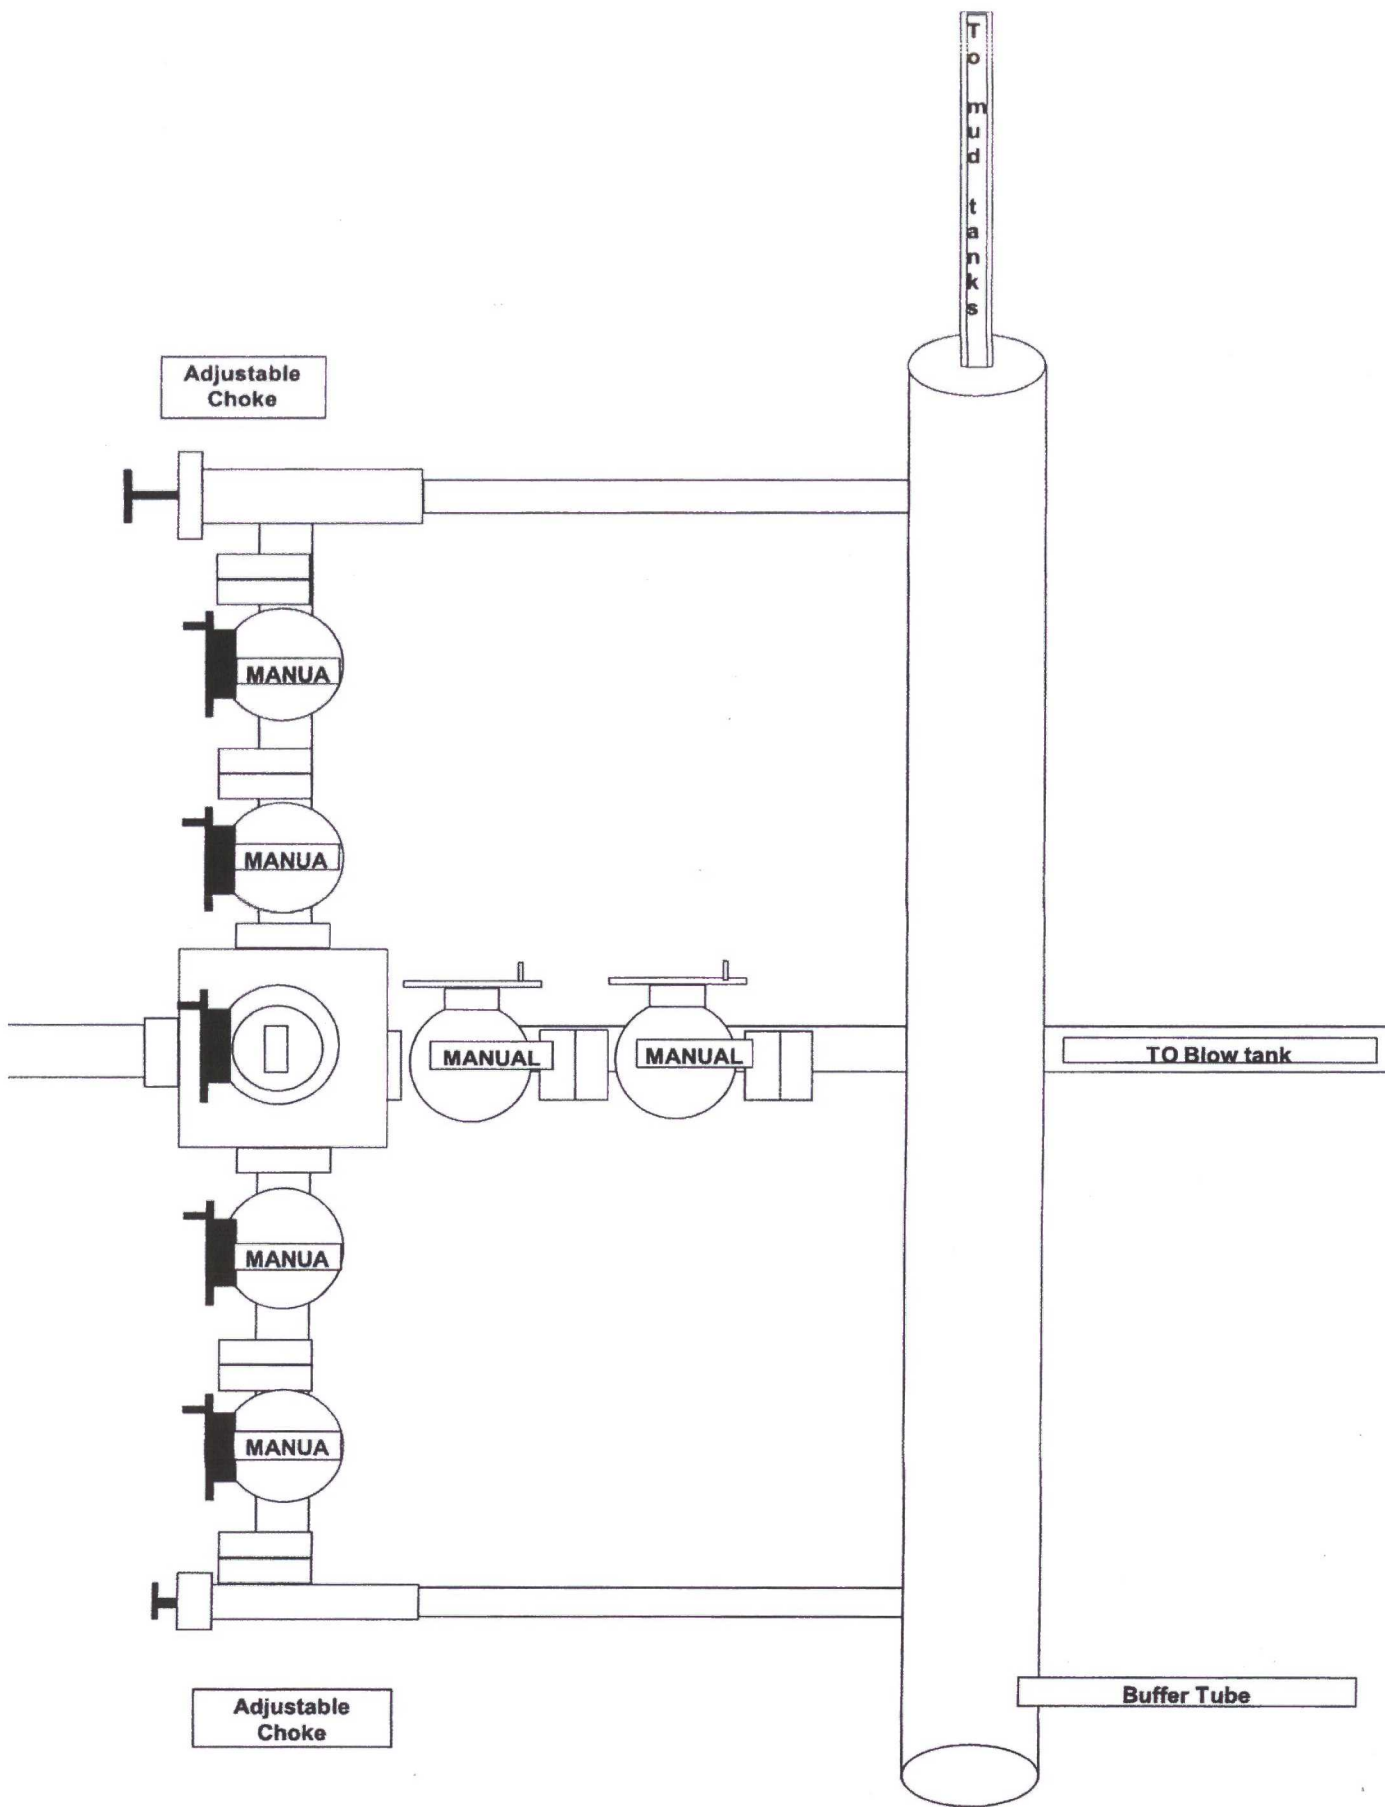 To mud tanks
Adjustable
Choke
MANUA
MANUA
MANUAL
MANUAL
TO Blow tank
MANUA
MANUA
Buffer Tube
Adjustable
Choke